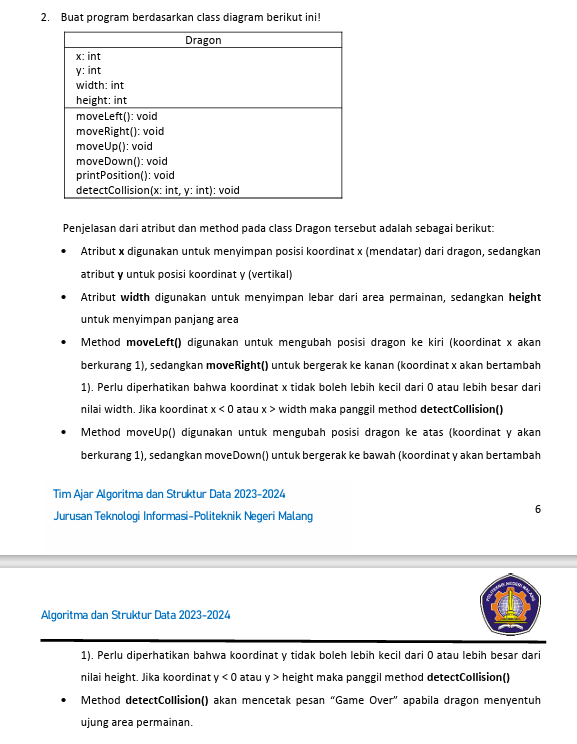 2. Buat program berdasarkan class diagram berikut ini!
Dragon
x: int
y: int
width: int
height: int
moveLeft(): void
moveRight(): void
moveUp(): void
moveDown(): void
printPosition(): void
detectCollision(x: int, y: int): void
Penjelasan dari atribut dan method pada class Dragon tersebut adalah sebagai berikut:
• Atribut x digunakan untuk menyimpan posisi koordinat x (mendatar) dari dragon, sedangkan
atribut y untuk posisi koordinat y (vertikal)
• Atribut width digunakan untuk menyimpan lebar dari area permainan, sedangkan height
untuk menyimpan panjang area
• Method moveLeft() digunakan untuk mengubah posisi dragon ke kiri (koordinat x akan
berkurang 1), sedangkan moveRight() untuk bergerak ke kanan (koordinat x akan bertambah
1). Perlu diperhatikan bahwa koordinat x tidak boleh lebih kecil dari 0 atau lebih besar dari
nilai width. Jika koordinat x < 0 atau x > width maka panggil method detectCollision()
• Method moveUp() digunakan untuk mengubah posisi dragon ke atas (koordinat y akan
berkurang 1), sedangkan moveDown() untuk bergerak ke bawah (koordinat y akan bertambah
Tim Ajar Algoritma dan Struktur Data 2023-2024
Jurusan Teknologi Informasi-Politeknik Negeri Malang
6
Algoritma dan Struktur Data 2023-2024
1). Perlu diperhatikan bahwa koordinat y tidak boleh lebih kecil dari 0 atau lebih besar dari
nilai height. Jika koordinat y < 0 atau y > height maka panggil method detectCollision()
• Method detectCollision() akan mencetak pesan “Game Over” apabila dragon menyentuh
ujung area permainan.